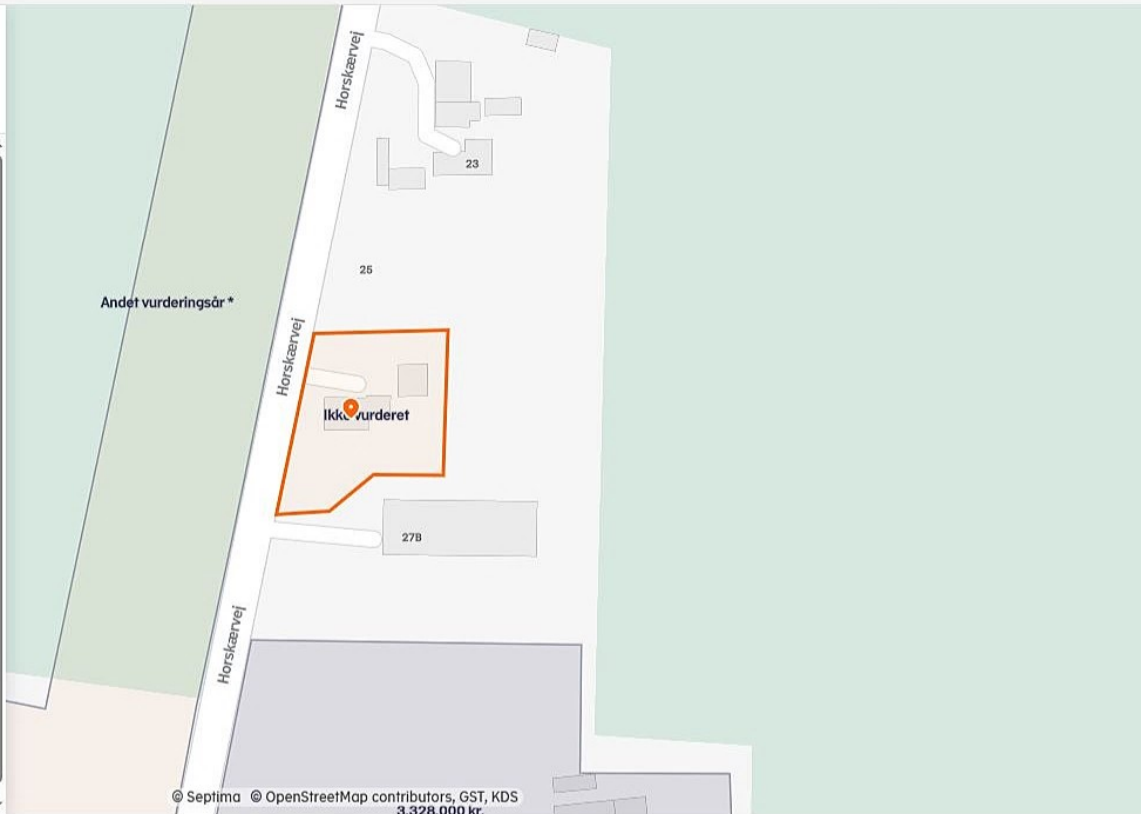 Horskærvej
23
25
Andet vurderingsår *
Horskærvej
Ikke vurderet
27B
Horskærvej
© Septima © OpenStreetMap contributors, GST, KDS
3.328.000 kr.